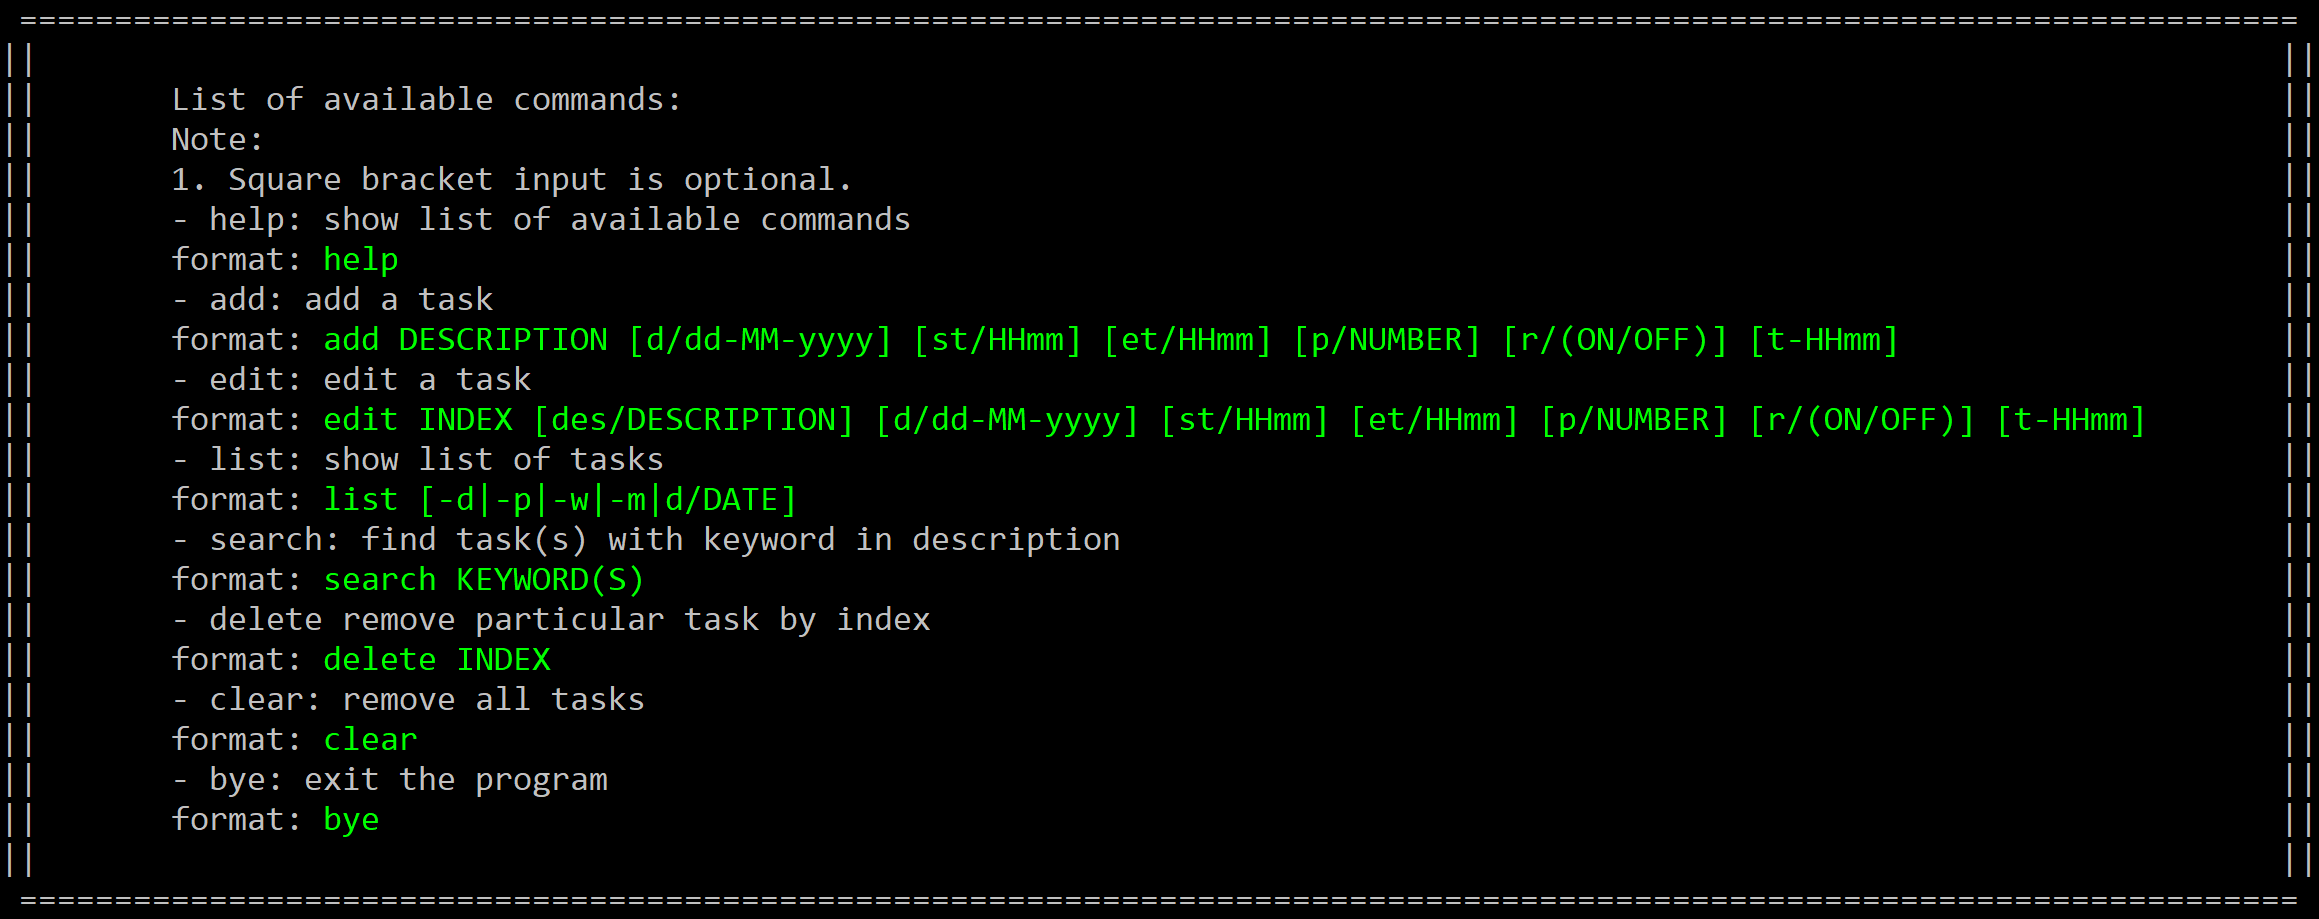 ========================================================================================================================
||                                                                                                                      ||
||       List of available commands:                                                                                    ||
||       Note:                                                                                                          ||
||       1. Square bracket input is optional.                                                                           ||
||       - help: show list of available commands                                                                        ||
||       format: help                                                                                                   ||
||       - add: add a task                                                                                              ||
||       format: add DESCRIPTION [d/dd-MM-yyyy] [st/HHmm] [et/HHmm] [p/NUMBER] [r/(ON/OFF)] [t-HHmm]                    ||
||       - edit: edit a task                                                                                            ||
||       format: edit INDEX [des/DESCRIPTION] [d/dd-MM-yyyy] [st/HHmm] [et/HHmm] [p/NUMBER] [r/(ON/OFF)] [t-HHmm]       ||
||       - list: show list of tasks                                                                                     ||
||       format: list [-d|-p|-w|-m|d/DATE]                                                                              ||
||       - search: find task(s) with keyword in description                                                             ||
||       format: search KEYWORD(S)                                                                                      ||
||       - delete remove particular task by index                                                                       ||
||       format: delete INDEX                                                                                           ||
||       - clear: remove all tasks                                                                                      ||
||       format: clear                                                                                                  ||
||       - bye: exit the program                                                                                        ||
||       format: bye                                                                                                    ||
||                                                                                                                      ||
========================================================================================================================